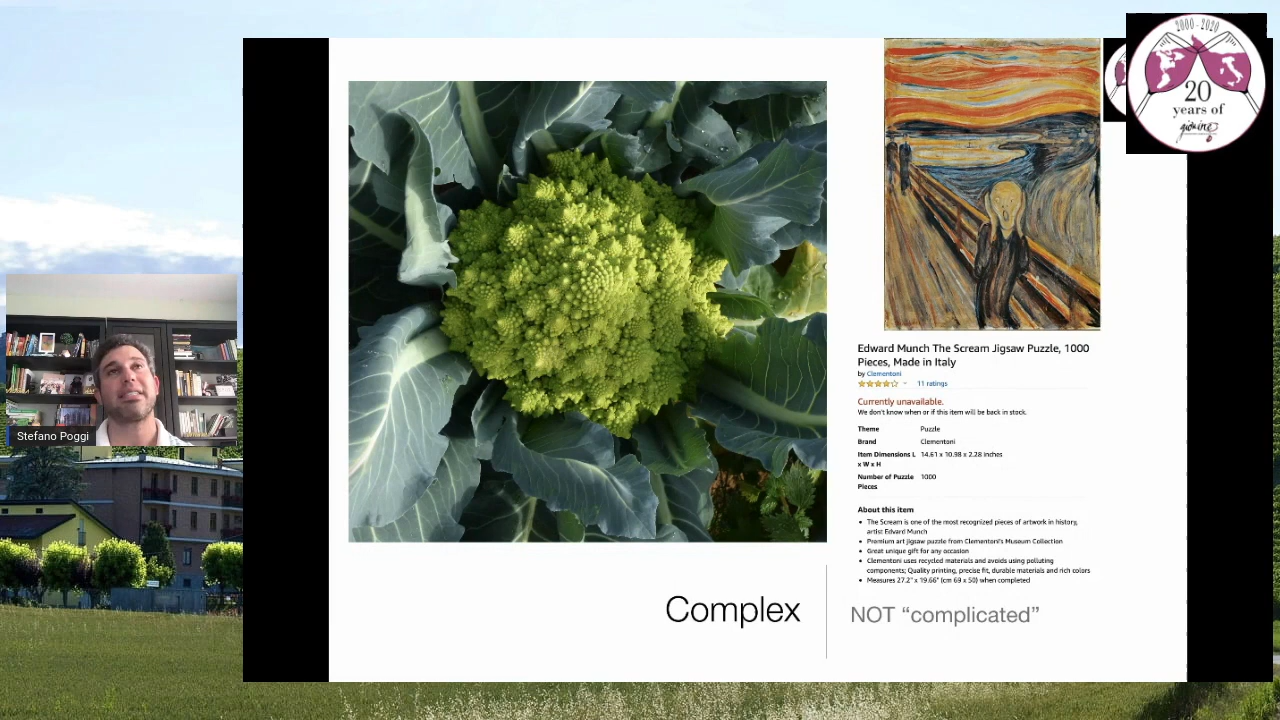 2000-2020
20
years of
Stefano Poggi
Edward Munch The Scream Jigsaw Puzzle, 1000
Pieces, Made in Italy
by Clementoni
11 ratings
Currently unavailable.
We don't know when or if this item will be back in stock.
Theme Puzzle
Brand Clementoni
Item Dimensions L 14.61 x 10.98 x 2.28 inches
x W x H
Number of Puzzle 1000
Pieces
About this item
• The Scream is one of the most recognized pieces of artwork in history,
artist Edvard Munch
• Premium art jigsaw puzzle from Clementoni's Museum Collection
• Great unique gift for any occasion
• Clementoni uses recycled materials and avoids using polluting
components; Quality printing, precise fit, durable materials and rich colors
• Measures 27.2" x 19.66" (cm 69 x 50) when completed
Complex
NOT “complicated”